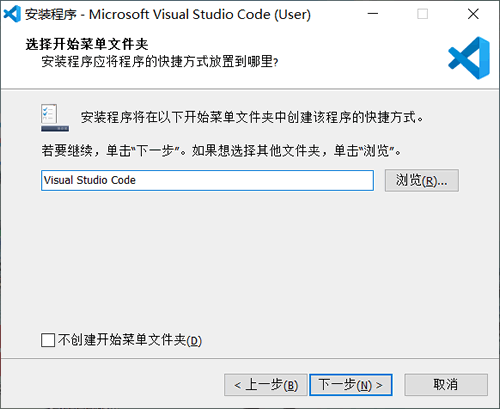 安装程序 - Microsoft Visual Studio Code (User)
选择开始菜单文件夹
安装程序应将程序的快捷方式放置到哪里?
安装程序将在以下开始菜单文件夹中创建该程序的快捷方式。
若要继续，单击“下一步”。如果想选择其他文件夹，单击“浏览”。
Visual Studio Code
浏览(R)...
不创建开始菜单文件夹(D)
< 上一步(B)
下一步(N) >
取消